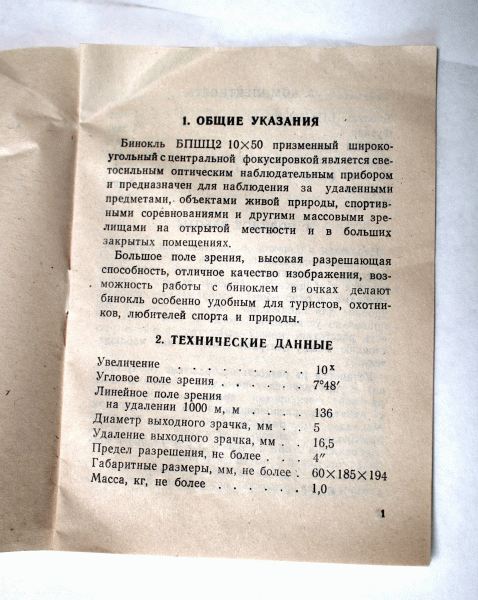 1. ОБЩИЕ УКАЗАНИЯ
Бинокль БПШЦ2 10×50 призменный широко-
угольный с центральной фокусировкой является све-
тосильным оптическим наблюдательным прибором
и предназначен для наблюдения за удаленными
предметами, объектами живой природы, спортив-
ными соревнованиями и другими массовыми зре-
лищами на открытой местности и в больших
закрытых помещениях.
Большое поле зрения, высокая разрешающая
способность, отличное качество изображения, воз-
можность работы с биноклем в очках делают
бинокль особенно удобным для туристов, охотни-
ков, любителей спорта и природы.
2. ТЕХНИЧЕСКИЕ ДАННЫЕ
Увеличение . . . . . . . . . 10ˣ
Угловое поле зрения . . . . . . 7°48′
Линейное поле зрения
на удалении 1000 м, м . . . . . 136
Диаметр выходного зрачка, мм . . 5
Удаление выходного зрачка, мм . . 16,5
Предел разрешения, не более . . . 4″
Габаритные размеры, мм, не более . 60×185×194
Масса, кг, не более . . . . . . 1,0
1